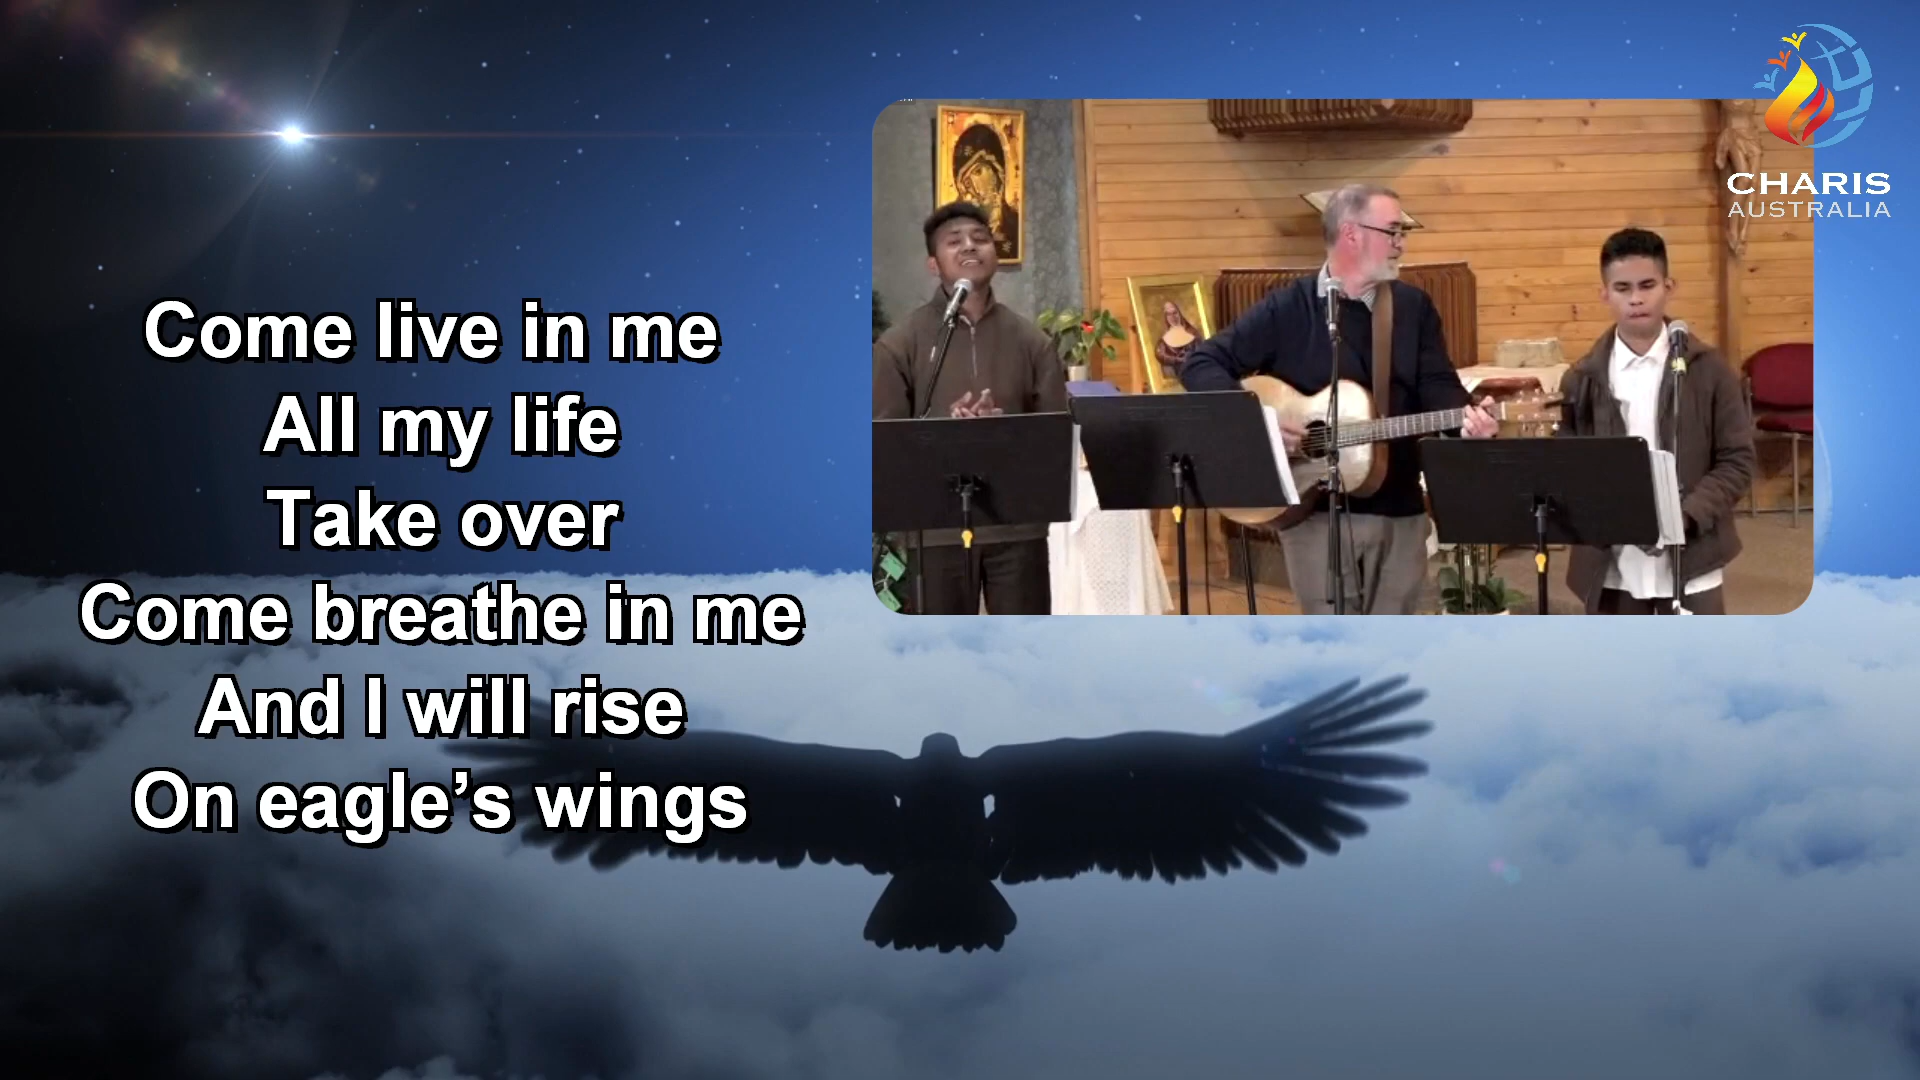 Come live in me
All my life
Take over
Come breathe in me
And I will rise
On eagle’s wings
CHARIS
AUSTRALIA